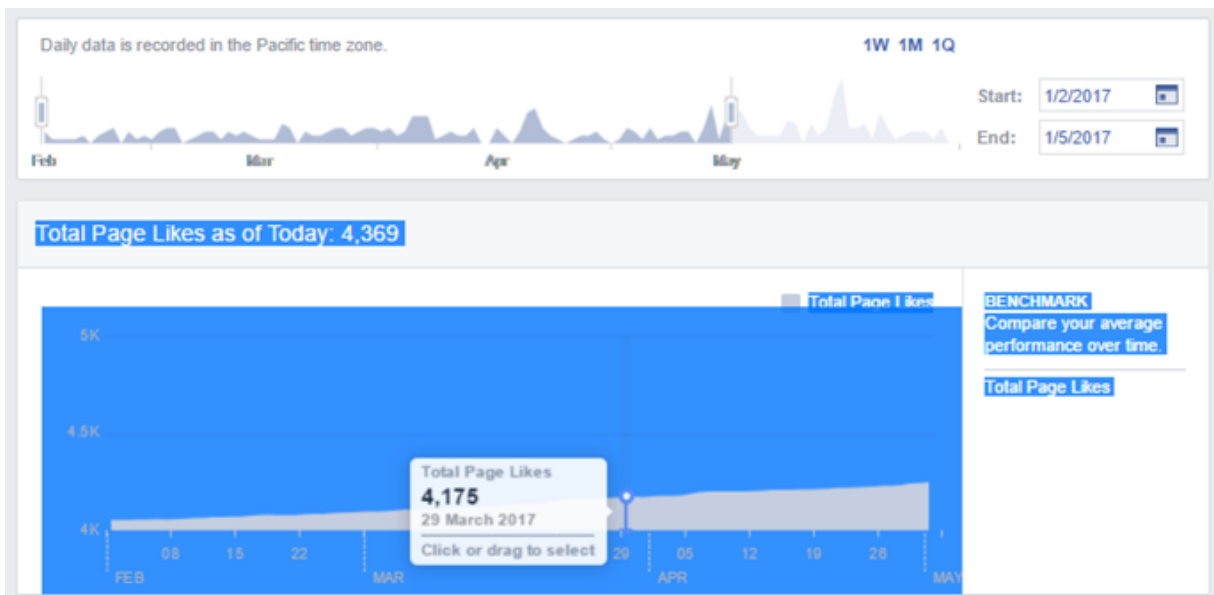 Daily data is recorded in the Pacific time zone.
1W 1M 1Q
Start: 1/2/2017
End: 1/5/2017
Feb Mar Apr May
Total Page Likes as of Today: 4,369
Total Page Likes
BENCHMARK
Compare your average
performance over time.
Total Page Likes
5K
4.5K
4K
Total Page Likes
4,175
29 March 2017
Click or drag to select
08 15 22 29 05 12 19 26
FEB MAR APR MAY